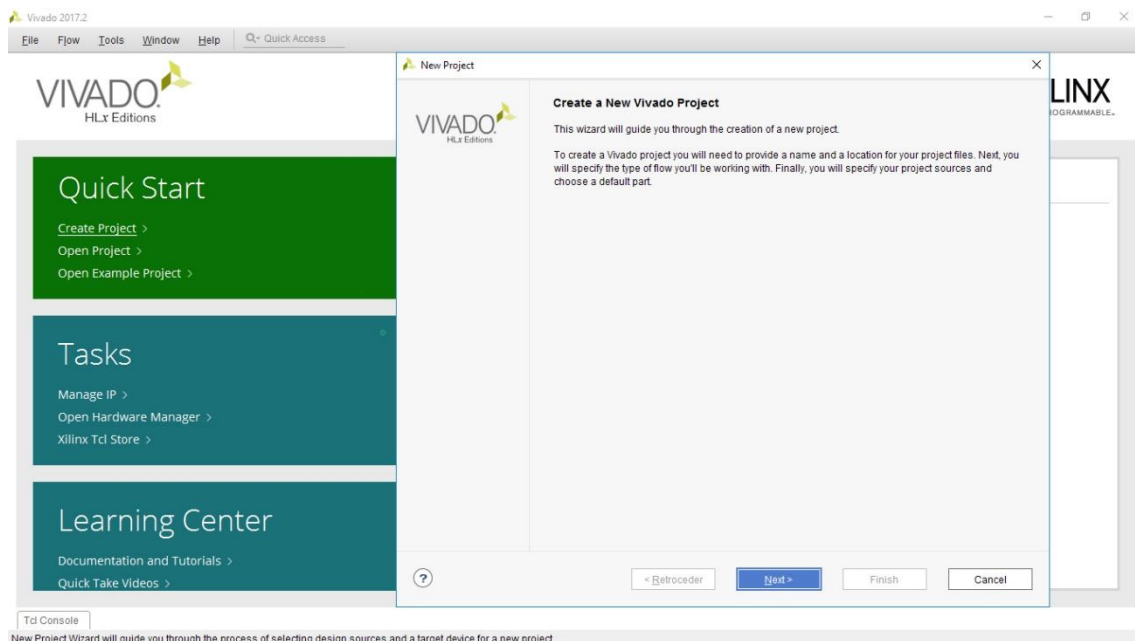 Vivado 2017.2
File Flow Tools Window Help Quick Access
VIVADO.
HLx Editions
LINX
OGRAMMABLE.
Quick Start
Create Project >
Open Project >
Open Example Project >
Tasks
Manage IP >
Open Hardware Manager >
Xilinx Tcl Store >
Learning Center
Documentation and Tutorials >
Quick Take Videos >
New Project
VIVADO.
HLx Editions
Create a New Vivado Project
This wizard will guide you through the creation of a new project.
To create a Vivado project you will need to provide a name and a location for your project files. Next, you
will specify the type of flow you'll be working with. Finally, you will specify your project sources and
choose a default part.
?
< Retroceder Next > Finish Cancel
Tcl Console
New Project Wizard will guide you through the process of selecting design sources and a target device for a new project